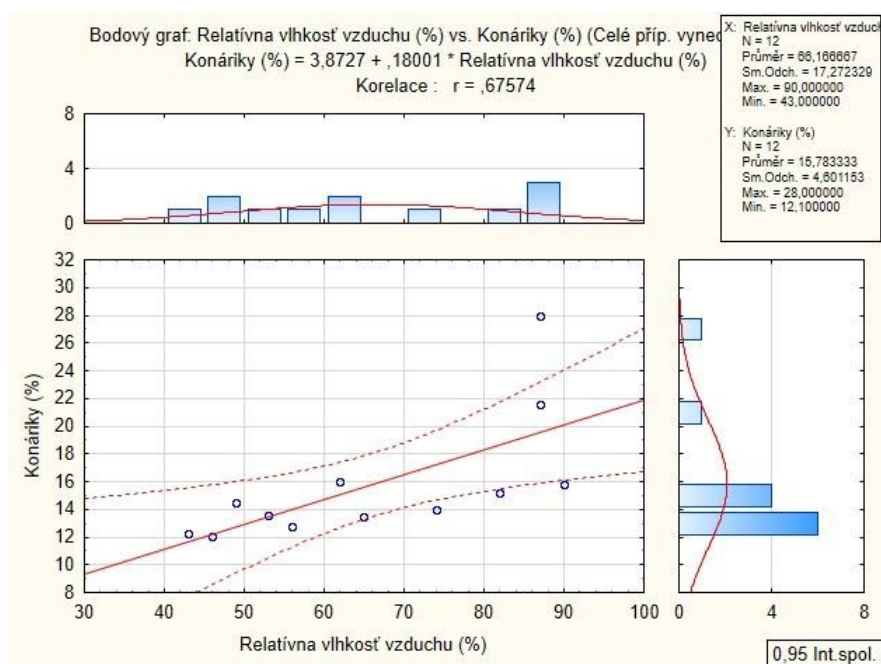 Bodový graf: Relatívna vlhkosť vzduchu (%) vs. Konáriky (%) (Celé příp. vynec
Konáriky (%) = 3,8727 + ,18001 * Relatívna vlhkosť vzduchu (%)
Korelace : r = ,67574
X: Relatívna vlhkosť vzduch
N = 12
Průměr = 66,166667
Sm.Odch. = 17,272329
Max. = 90,000000
Min. = 43,000000
Y: Konáriky (%)
N = 12
Průměr = 15,783333
Sm.Odch. = 4,601153
Max. = 28,000000
Min. = 12,100000
8
4
0
32
30
28
26
24
22
20
18
16
14
12
10
8
Konáriky (%)
30 40 50 60 70 80 90 100
Relatívna vlhkosť vzduchu (%)
0 4 8
0,95 Int.spol.